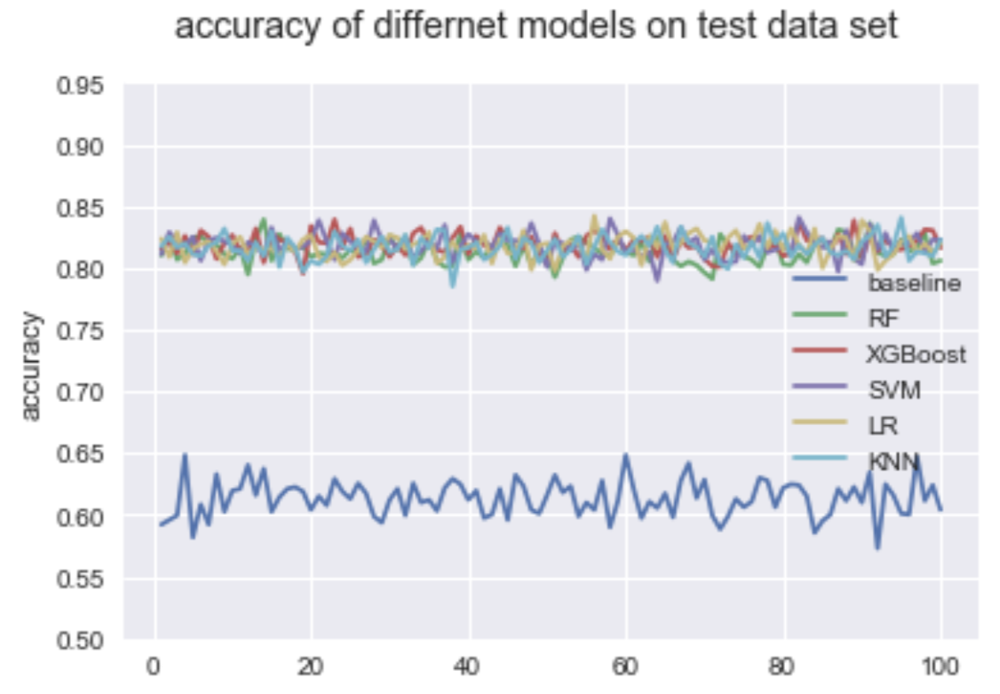 accuracy of differnet models on test data set
0.95
0.90
0.85
0.80
0.75
0.70
0.65
0.60
0.55
0.50
accuracy
baseline
RF
XGBoost
SVM
LR
KNN
0
20
40
60
80
100